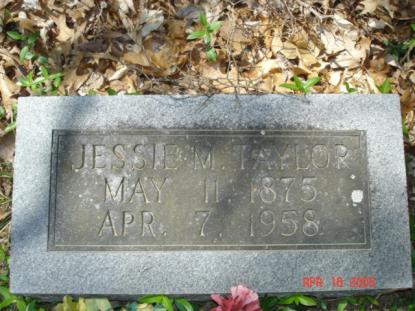 JESSIE M. TAYLOR
MAY 11 1875
APR. 7, 1958
APR 16 2005